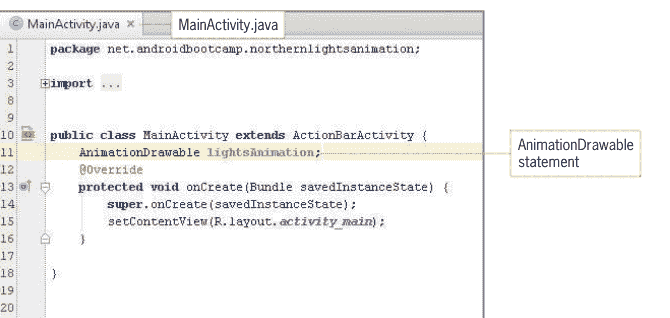 MainActivity.java ×
MainActivity.java
1 package net.androidbootcamp.northernlightsanimation;
2
3 import ...
8
9
10 public class MainActivity extends ActionBarActivity {
11 AnimationDrawable lightsAnimation;
12 @Override
13 protected void onCreate(Bundle savedInstanceState) {
14 super.onCreate(savedInstanceState);
15 setContentView(R.layout.activity_main);
16 }
17
18 }
19
20
AnimationDrawable
statement